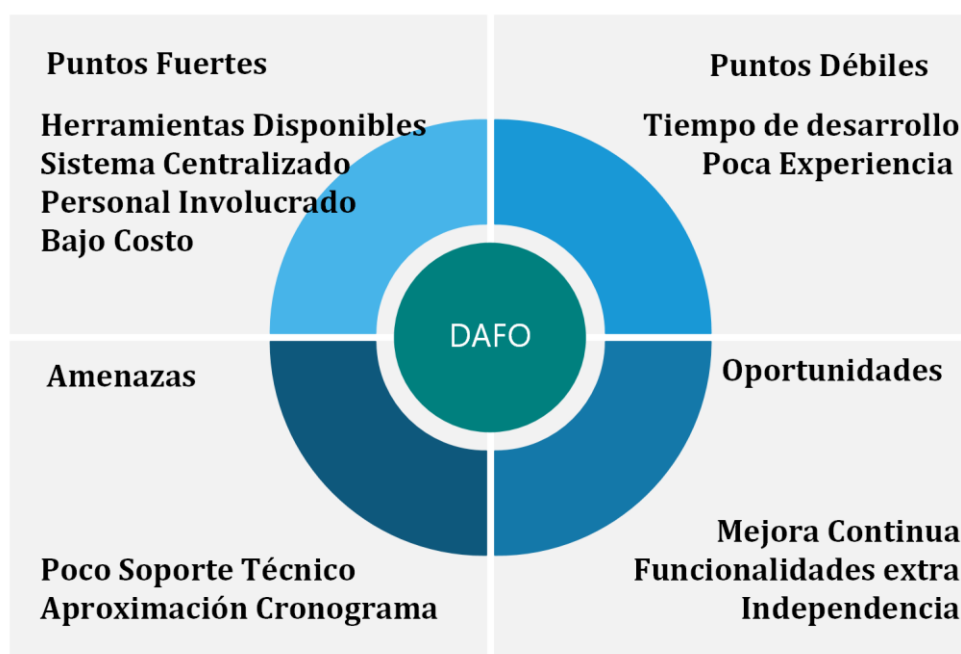 Puntos Fuertes
Herramientas Disponibles
Sistema Centralizado
Personal Involucrado
Bajo Costo
Puntos Débiles
Tiempo de desarrollo
Poca Experiencia
DAFO
Amenazas
Poco Soporte Técnico
Aproximación Cronograma
Oportunidades
Mejora Continua
Funcionalidades extra
Independencia